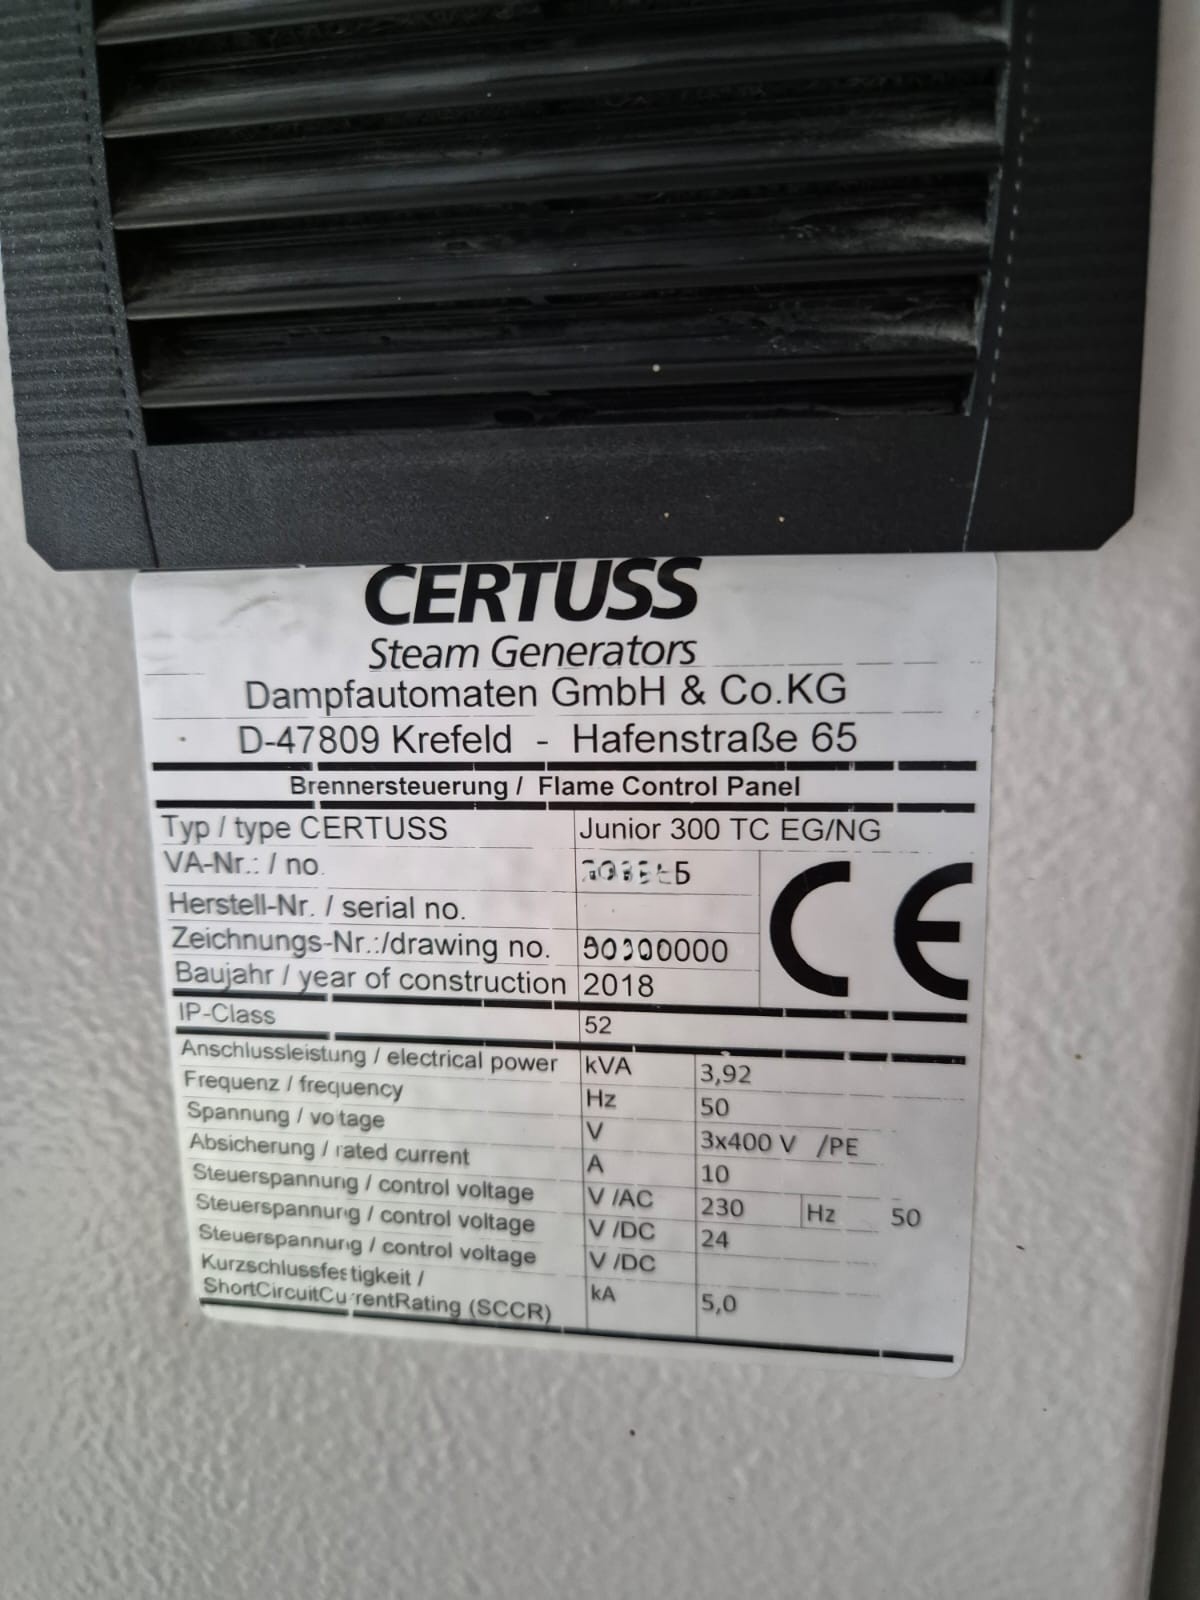 CERTUSS
Steam Generators
Dampfautomaten GmbH & Co.KG
D-47809 Krefeld - Hafenstraße 65
Brennersteuerung / Flame Control Panel
Typ / type CERTUSS Junior 300 TC EG/NG
VA-Nr.: / no.
CE
Herstell-Nr. / serial no.
Zeichnungs-Nr.:/drawing no.
Baujahr / year of construction 2018
IP-Class 52
Anschlussleistung / electrical power kVA 3,92
Frequenz / frequency Hz 50
Spannung / voltage V 3x400 V /PE
Absicherung / rated current A 10
Steuerspannung / control voltage V /AC 230 Hz 50
Steuerspannung / control voltage V /DC 24
Steuerspannung / control voltage V /DC
Kurzschlussfestigkeit /
ShortCircuitCurrentRating (SCCR) kA 5,0